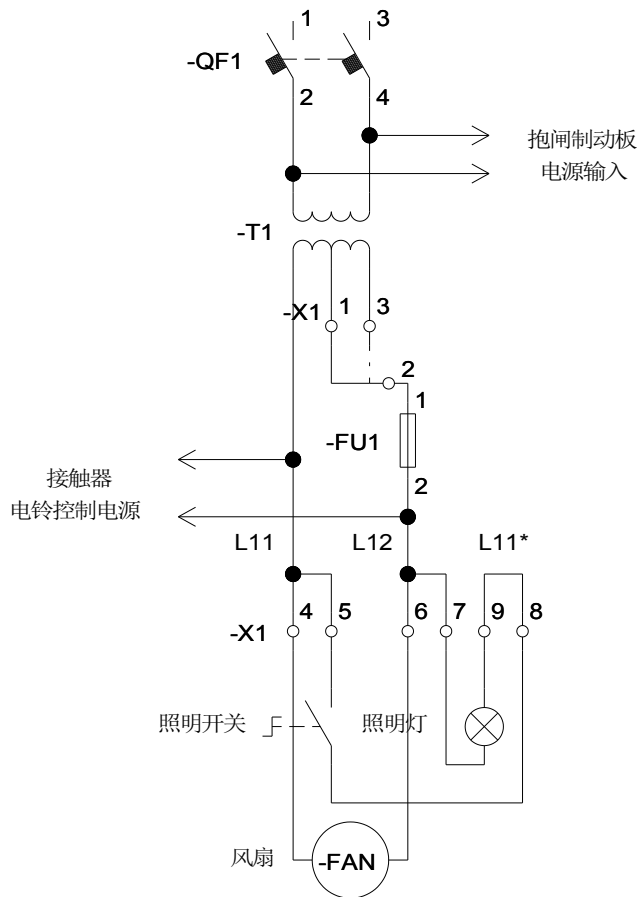 1 3
-QF1
2 4
抱闸制动板
电源输入
-T1
-X1 1 3
2
1
-FU1
2
接触器
电铃控制电源
L11 L12 L11*
-X1 4 5 6 7 9 8
照明开关 照明灯
风扇 -FAN